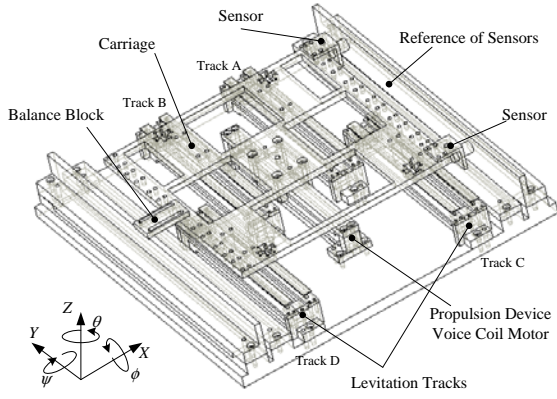 Sensor
Carriage
Reference of Sensors
Track A
Track B
Balance Block
Sensor
Z
θ
Y
X
ψ
ϕ
Track C
Propulsion Device
Voice Coil Motor
Track D
Levitation Tracks